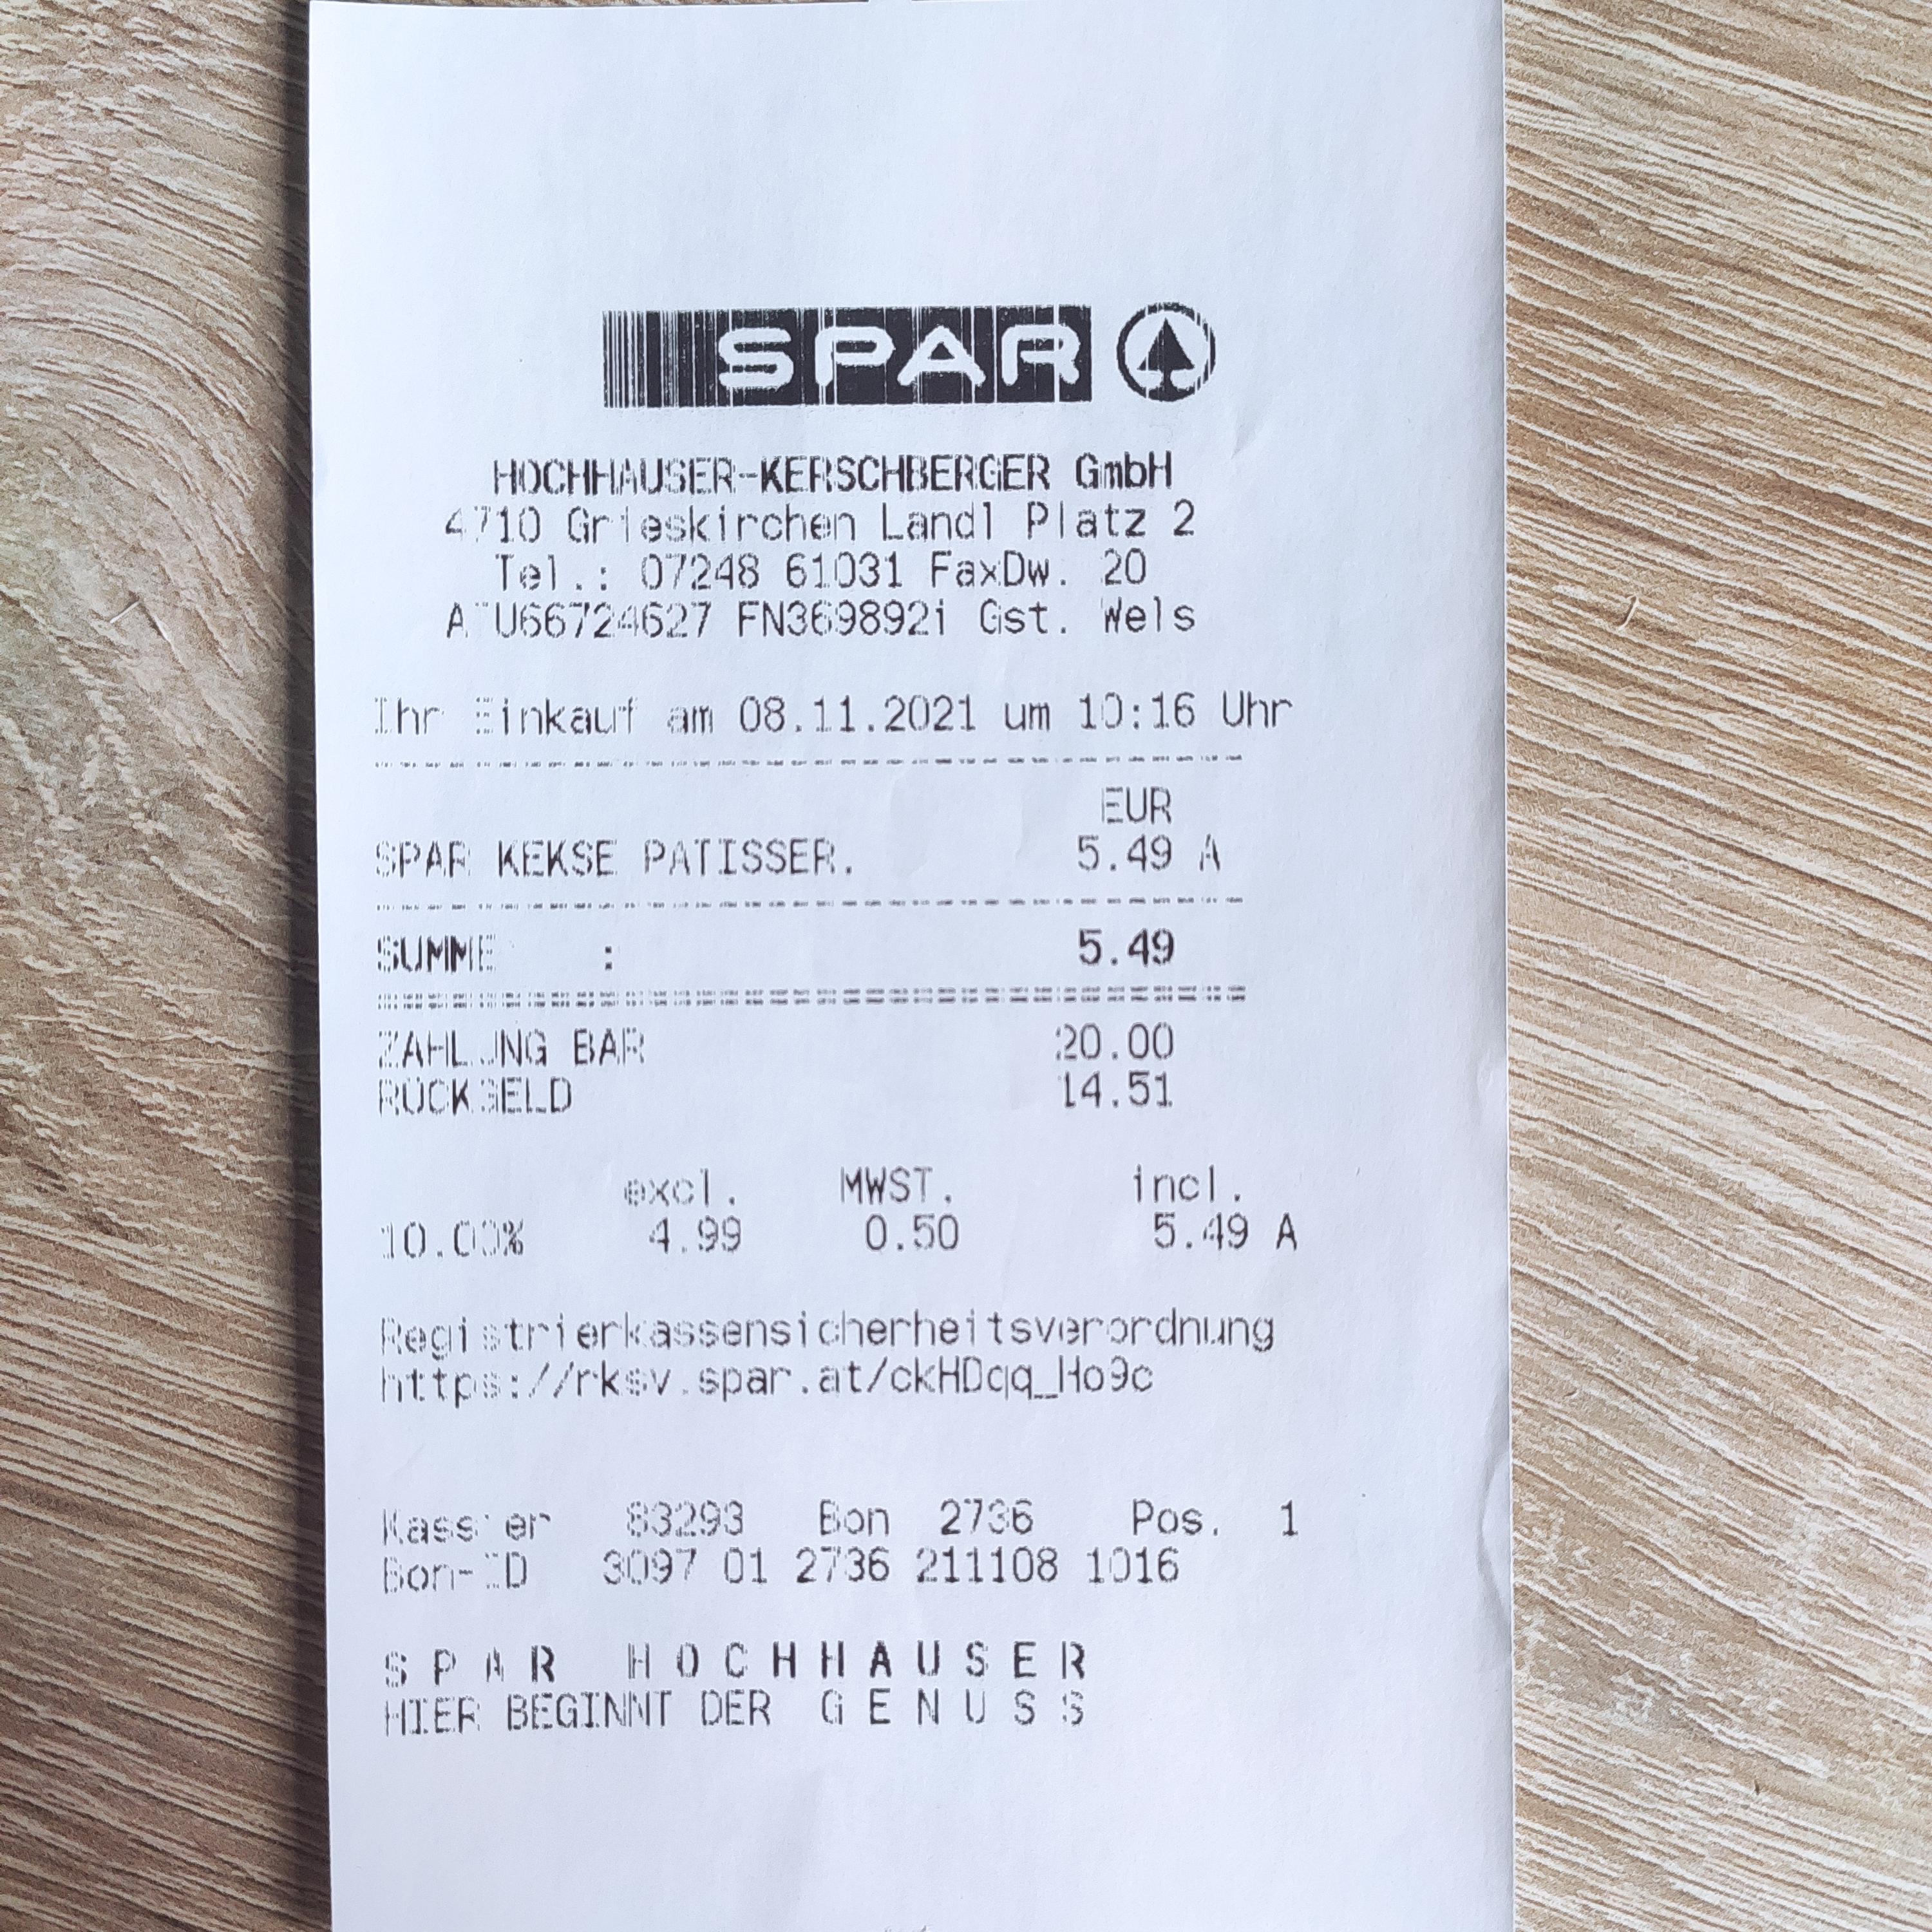 SPAR
HOCHHAUSER-KERSCHBERGER GmbH
4710 Grieskirchen Landl Platz 2
Tel.: 07248 61031 FaxDw. 20
ATU66724627 FN369892i Gst. Wels
Ihr Einkauf am 08.11.2021 um 10:16 Uhr
EUR
SPAR KEKSE PATISSER. 5.49 A
SUMME : 5.49
ZAHLUNG BAR 20.00
RÜCKGELD 14.51
excl. MWST. incl.
10.00% 4.99 0.50 5.49 A
Registrierkassensicherheitsverordnung
https://rksv.spar.at/ckHDqq_Ho9c
Kassier 83293 Bon 2736 Pos. 1
Bon-ID 3097 01 2736 211108 1016
S P A R H O C H H A U S E R
HIER BEGINNT DER G E N U S S